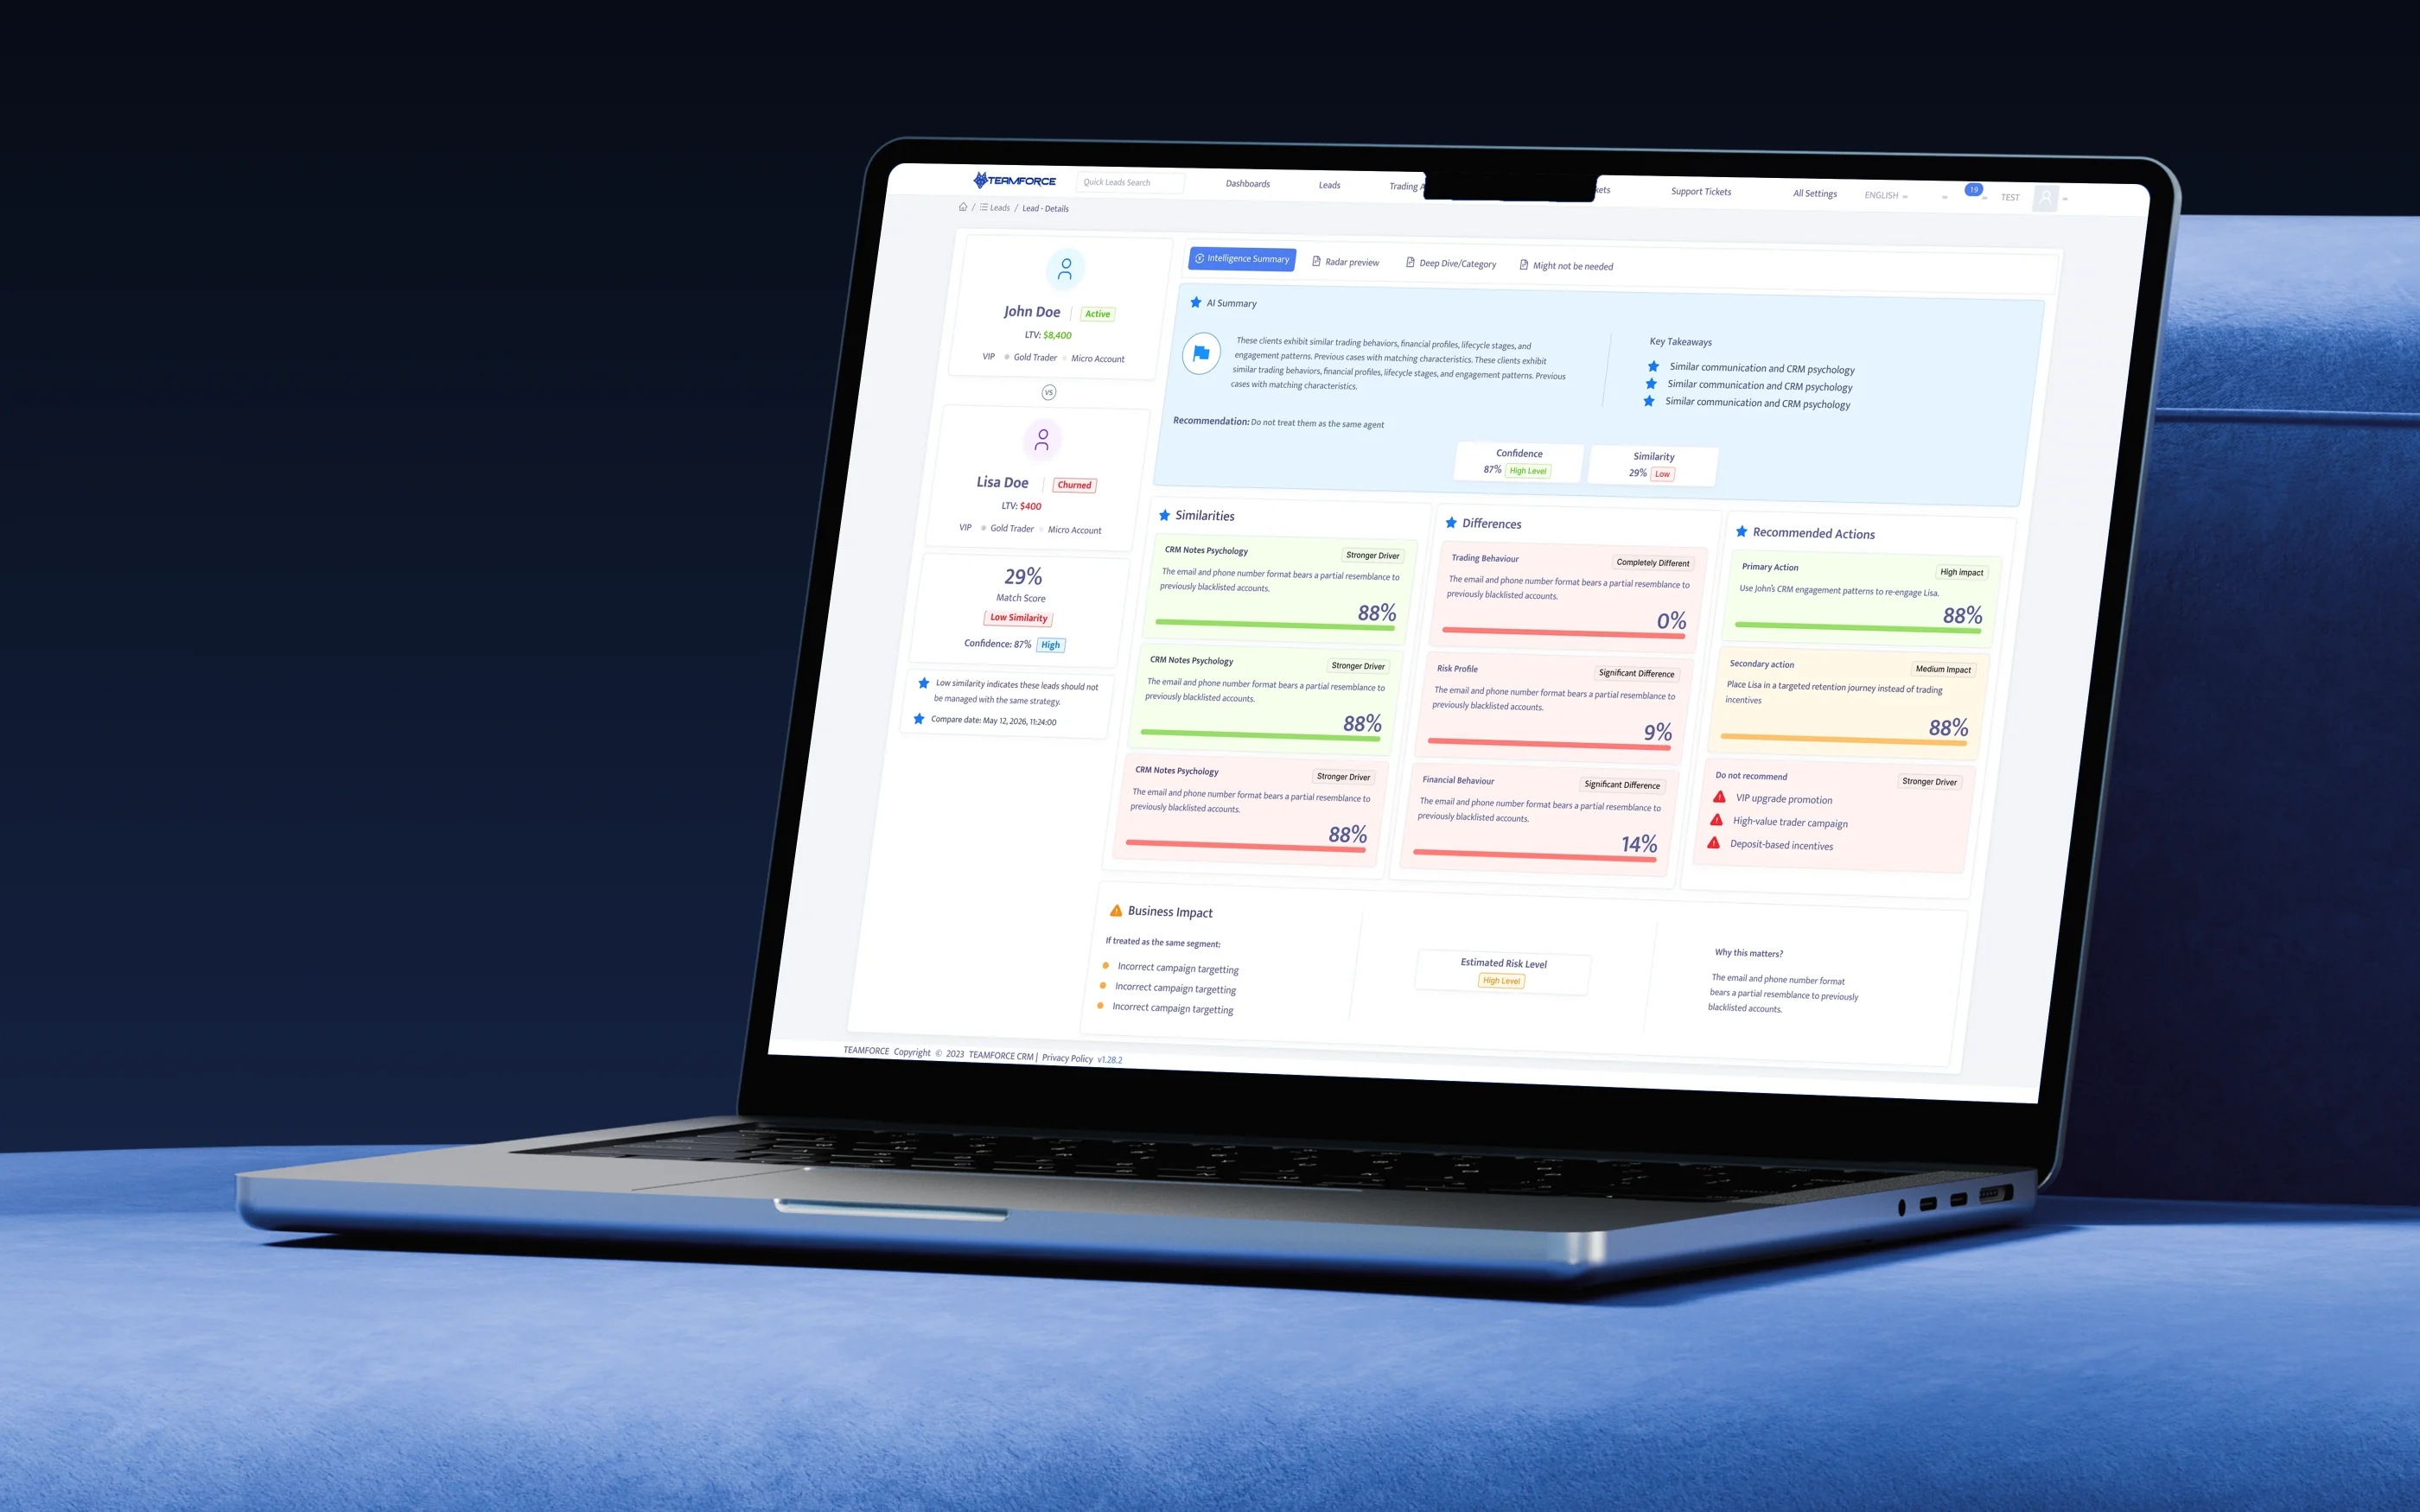 TEAMFORCE
Quick Leads Search
Dashboards
Leads
Trading A
kets
Support Tickets
All Settings
ENGLISH
19
TEST
/ Leads / Lead - Details
John Doe
Active
LTV: $8,400
VIP
Gold Trader
Micro Account
VS
Lisa Doe
Churned
LTV: $400
VIP
Gold Trader
Micro Account
29%
Match Score
Low Similarity
Confidence: 87% High
Low similarity indicates these leads should not
be managed with the same strategy.
Compare date: May 12, 2026, 11:24:00
Intelligence Summary
Radar preview
Deep Dive/Category
Might not be needed
AI Summary
These clients exhibit similar trading behaviors, financial profiles, lifecycle stages, and
engagement patterns. Previous cases with matching characteristics. These clients exhibit
similar trading behaviors, financial profiles, lifecycle stages, and engagement patterns. Previous
cases with matching characteristics.
Key Takeaways
Similar communication and CRM psychology
Similar communication and CRM psychology
Similar communication and CRM psychology
Recommendation: Do not treat them as the same agent
Confidence
87% High Level
Similarity
29% Low
Similarities
CRM Notes Psychology
Stronger Driver
The email and phone number format bears a partial resemblance to
previously blacklisted accounts.
88%
CRM Notes Psychology
Stronger Driver
The email and phone number format bears a partial resemblance to
previously blacklisted accounts.
88%
CRM Notes Psychology
Stronger Driver
The email and phone number format bears a partial resemblance to
previously blacklisted accounts.
88%
Differences
Trading Behaviour
Completely Different
The email and phone number format bears a partial resemblance to
previously blacklisted accounts.
0%
Risk Profile
Significant Difference
The email and phone number format bears a partial resemblance to
previously blacklisted accounts.
9%
Financial Behaviour
Significant Difference
The email and phone number format bears a partial resemblance to
previously blacklisted accounts.
14%
Recommended Actions
Primary Action
High impact
Use John's CRM engagement patterns to re-engage Lisa.
88%
Secondary action
Medium Impact
Place Lisa in a targeted retention journey instead of trading
incentives
88%
Do not recommend
Stronger Driver
VIP upgrade promotion
High-value trader campaign
Deposit-based incentives
Business Impact
If treated as the same segment:
Incorrect campaign targetting
Incorrect campaign targetting
Incorrect campaign targetting
Estimated Risk Level
High Level
Why this matters?
The email and phone number format
bears a partial resemblance to previously
blacklisted accounts.
TEAMFORCE Copyright © 2023 TEAMFORCE CRM | Privacy Policy v1.28.2